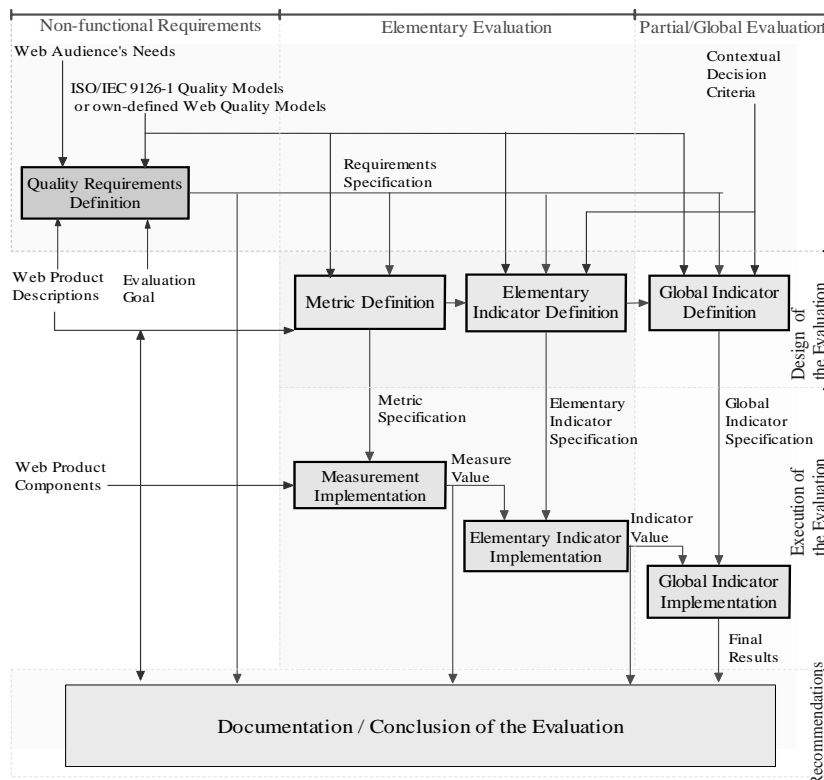 Non-functional Requirements
Elementary Evaluation
Partial/Global Evaluation
Web Audience's Needs
ISO/IEC 9126-1 Quality Models
or own-defined Web Quality Models
Contextual
Decision
Criteria
Quality Requirements
Definition
Requirements
Specification
Web Product
Descriptions
Evaluation
Goal
Metric Definition
Elementary
Indicator Definition
Global Indicator
Definition
Design of
the Evaluation
Metric
Specification
Elementary
Indicator
Specification
Global
Indicator
Specification
Web Product
Components
Measurement
Implementation
Measure
Value
Elementary Indicator
Implementation
Indicator
Value
Global Indicator
Implementation
Execution of
the Evaluation
Final
Results
Documentation / Conclusion of the Evaluation
Recommendations